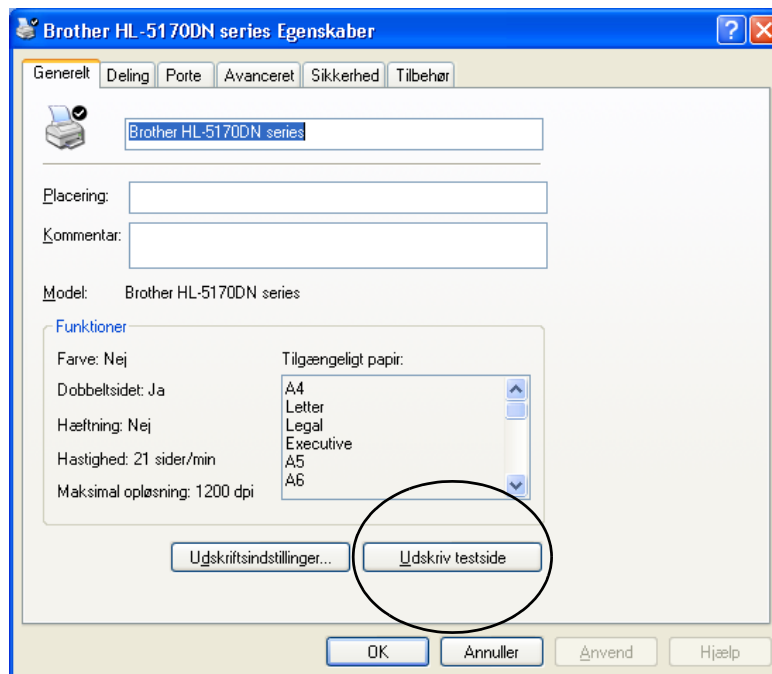 Brother HL-5170DN series Egenskaber
Generelt Deling Porte Avanceret Sikkerhed Tilbehør
Brother HL-5170DN series
Placering:
Kommentar:
Model: Brother HL-5170DN series
Funktioner
Farve: Nej
Dobbeltsidet: Ja
Hæftning: Nej
Hastighed: 21 sider/min
Maksimal opløsning: 1200 dpi
Tilgængeligt papir:
A4
Letter
Legal
Executive
A5
A6
Udskriftsindstillinger... Udskriv testside
OK Annuller Anvend Hjælp